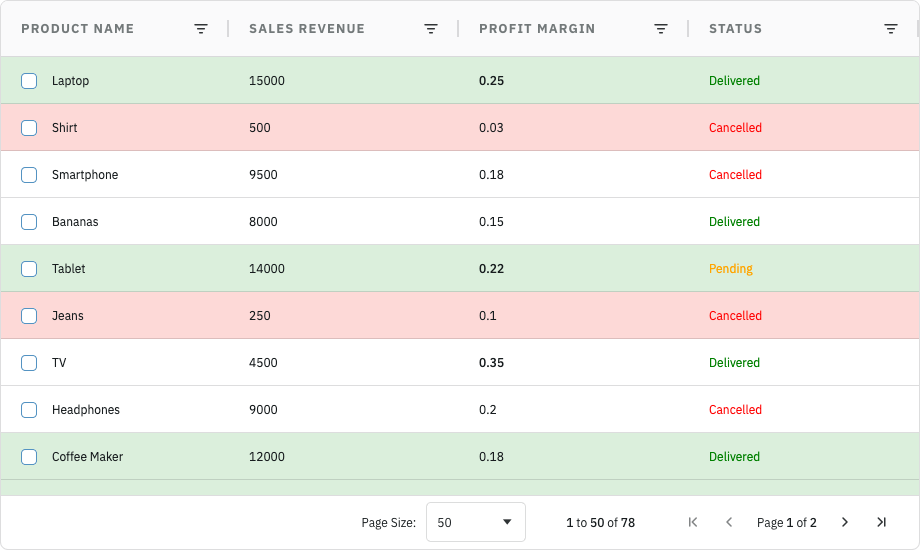 PRODUCT NAME SALES REVENUE PROFIT MARGIN STATUS
Laptop 15000 0.25 Delivered
Shirt 500 0.03 Cancelled
Smartphone 9500 0.18 Cancelled
Bananas 8000 0.15 Delivered
Tablet 14000 0.22 Pending
Jeans 250 0.1 Cancelled
TV 4500 0.35 Delivered
Headphones 9000 0.2 Cancelled
Coffee Maker 12000 0.18 Delivered
Page Size: 50 1 to 50 of 78 Page 1 of 2